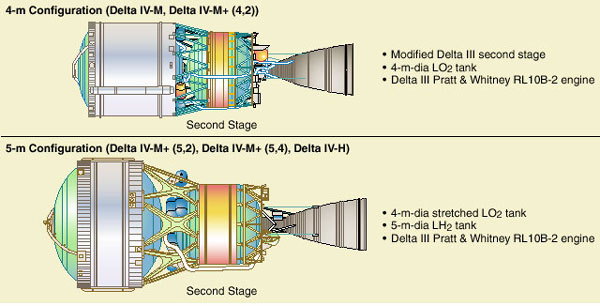 4-m Configuration (Delta IV-M, Delta IV-M+ (4,2))
• Modified Delta III second stage
• 4-m-dia LO2 tank
• Delta III Pratt & Whitney RL10B-2 engine
Second Stage
5-m Configuration (Delta IV-M+ (5,2), Delta IV-M+ (5,4), Delta IV-H)
• 4-m-dia stretched LO2 tank
• 5-m-dia LH2 tank
• Delta III Pratt & Whitney RL10B-2 engine
Second Stage